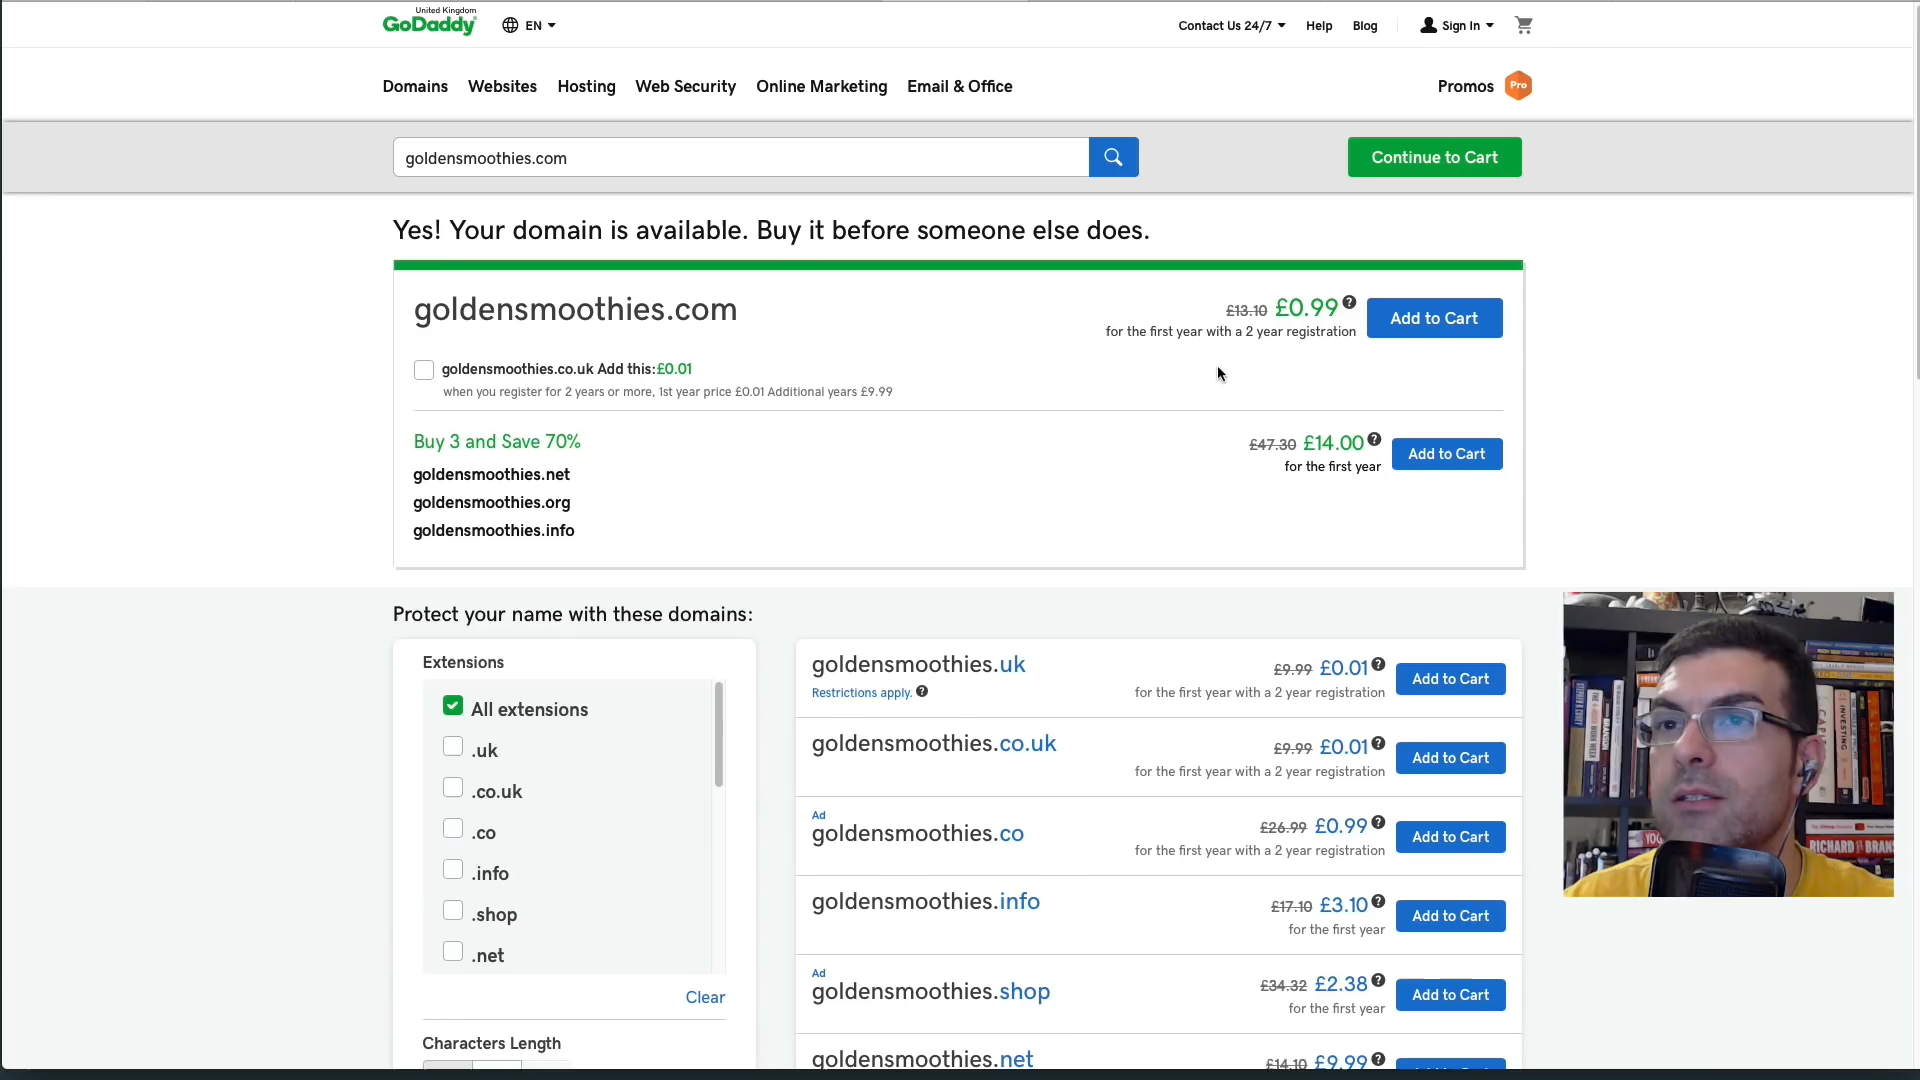 United Kingdom
GoDaddy
EN
Contact Us 24/7
Help
Blog
Sign In
Domains
Websites
Hosting
Web Security
Online Marketing
Email & Office
Promos
Pro
goldensmoothies.com
Continue to Cart
Yes! Your domain is available. Buy it before someone else does.
goldensmoothies.com
£13.10 £0.99 ?
for the first year with a 2 year registration
Add to Cart
goldensmoothies.co.uk Add this:£0.01
when you register for 2 years or more, 1st year price £0.01 Additional years £9.99
Buy 3 and Save 70%
£47.30 £14.00 ?
for the first year
Add to Cart
goldensmoothies.net
goldensmoothies.org
goldensmoothies.info
Protect your name with these domains:
Extensions
All extensions
.uk
.co.uk
.co
.info
.shop
.net
Clear
Characters Length
goldensmoothies.uk
Restrictions apply. ?
£9.99 £0.01 ?
for the first year with a 2 year registration
Add to Cart
goldensmoothies.co.uk
£9.99 £0.01 ?
for the first year with a 2 year registration
Add to Cart
Ad
goldensmoothies.co
£26.99 £0.99 ?
for the first year with a 2 year registration
Add to Cart
goldensmoothies.info
£17.10 £3.10 ?
for the first year
Add to Cart
Ad
goldensmoothies.shop
£34.32 £2.38 ?
for the first year
Add to Cart
goldensmoothies.net
£14.10 £9.99 ?
INVESTING
RICHARD BRANS